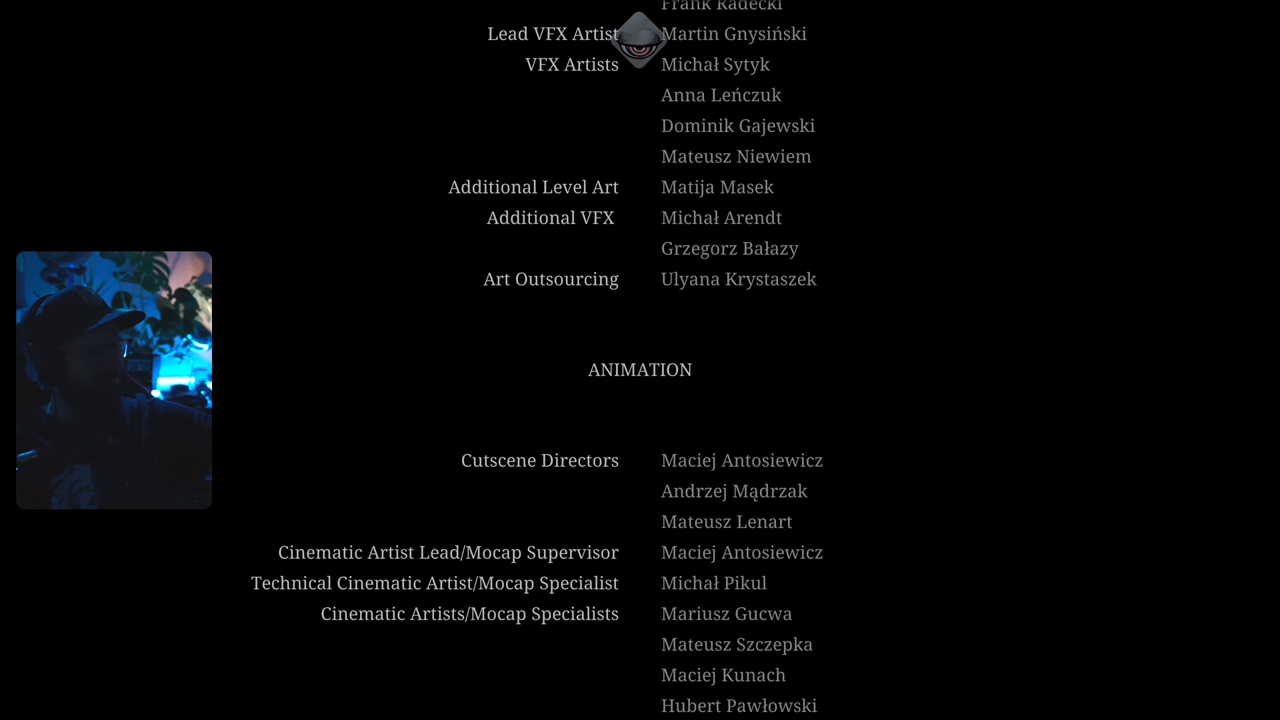 Frank Radecki
Lead VFX Artist Martin Gnysiński
VFX Artists Michał Sytyk
Anna Leńczuk
Dominik Gajewski
Mateusz Niewiem
Additional Level Art Matija Masek
Additional VFX Michał Arendt
Grzegorz Bałazy
Art Outsourcing Ulyana Krystaszek
ANIMATION
Cutscene Directors Maciej Antosiewicz
Andrzej Mądrzak
Mateusz Lenart
Cinematic Artist Lead/Mocap Supervisor Maciej Antosiewicz
Technical Cinematic Artist/Mocap Specialist Michał Pikul
Cinematic Artists/Mocap Specialists Mariusz Gucwa
Mateusz Szczepka
Maciej Kunach
Hubert Pawłowski